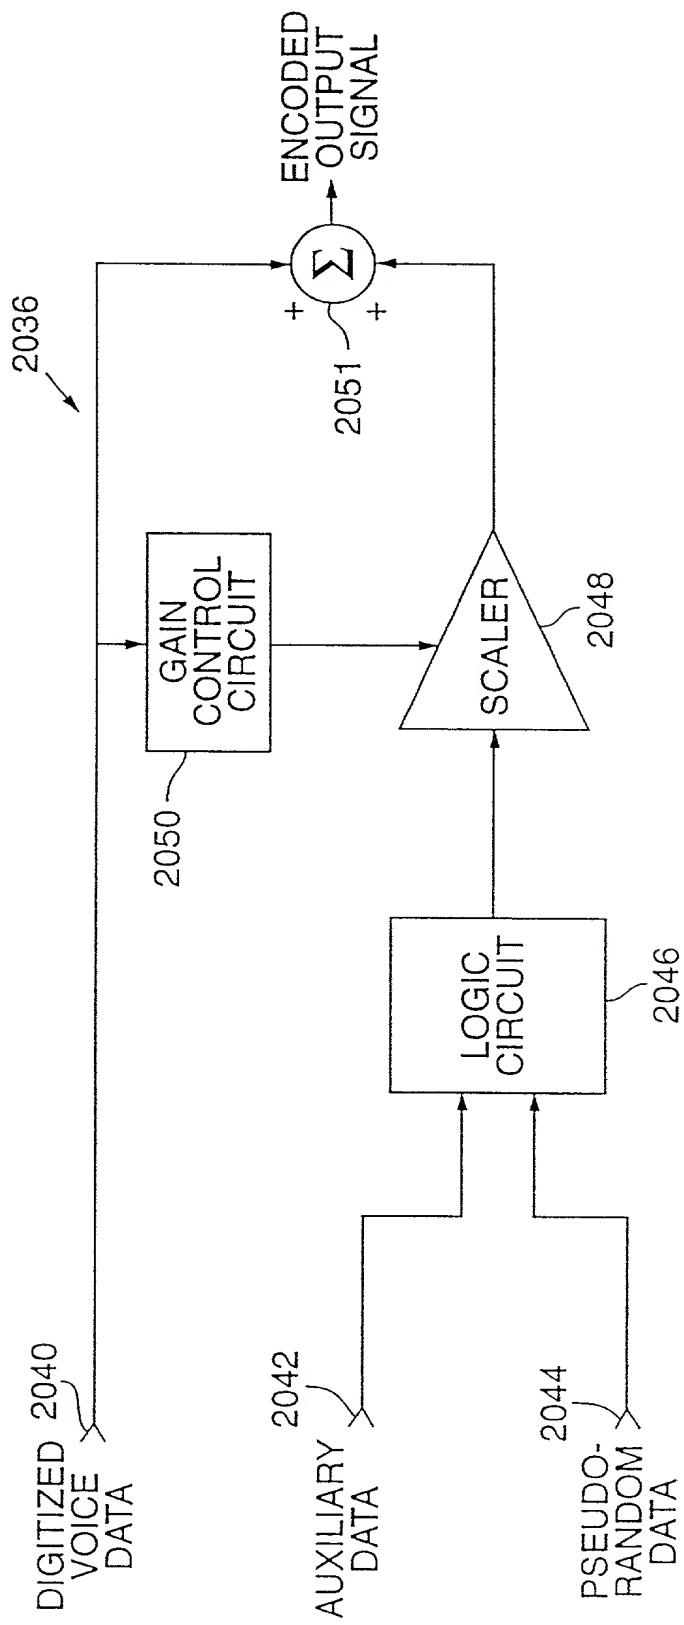 DIGITIZED
VOICE
DATA
2040
2036
GAIN
CONTROL
CIRCUIT
2050
Σ
+
+
2051
ENCODED
OUTPUT
SIGNAL
AUXILIARY
DATA
2042
PSEUDO-
RANDOM
DATA
2044
LOGIC
CIRCUIT
2046
SCALER
2048